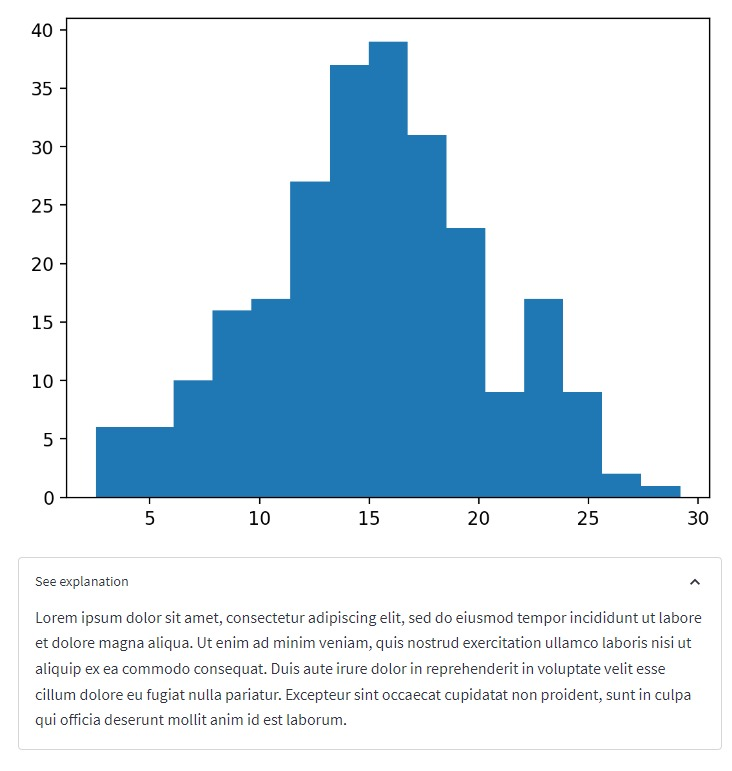 40
35
30
25
20
15
10
5
0
5 10 15 20 25 30
See explanation
Lorem ipsum dolor sit amet, consectetur adipiscing elit, sed do eiusmod tempor incididunt ut labore
et dolore magna aliqua. Ut enim ad minim veniam, quis nostrud exercitation ullamco laboris nisi ut
aliquip ex ea commodo consequat. Duis aute irure dolor in reprehenderit in voluptate velit esse
cillum dolore eu fugiat nulla pariatur. Excepteur sint occaecat cupidatat non proident, sunt in culpa
qui officia deserunt mollit anim id est laborum.